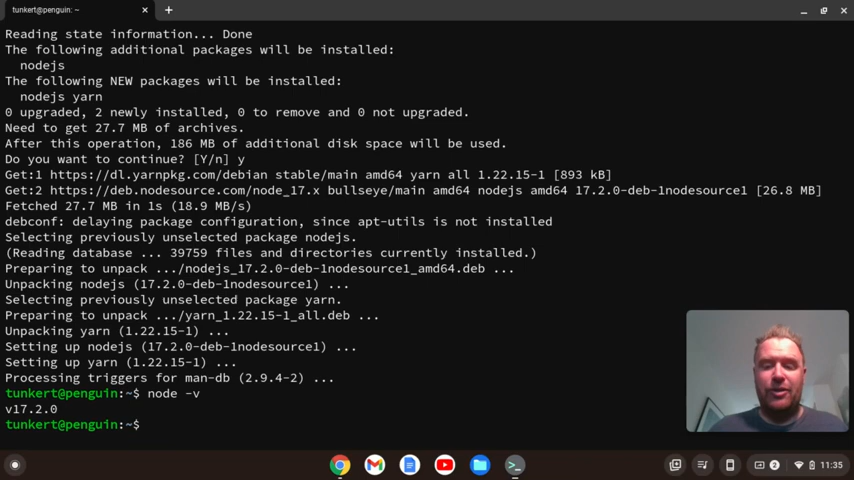 tunkert@penguin: ~
Reading state information... Done
The following additional packages will be installed:
nodejs
The following NEW packages will be installed:
nodejs yarn
0 upgraded, 2 newly installed, 0 to remove and 0 not upgraded.
Need to get 27.7 MB of archives.
After this operation, 186 MB of additional disk space will be used.
Do you want to continue? [Y/n] y
Get:1 https://dl.yarnpkg.com/debian stable/main amd64 yarn all 1.22.15-1 [893 kB]
Get:2 https://deb.nodesource.com/node_17.x bullseye/main amd64 nodejs amd64 17.2.0-deb-1nodesource1 [26.8 MB]
Fetched 27.7 MB in 1s (18.9 MB/s)
debconf: delaying package configuration, since apt-utils is not installed
Selecting previously unselected package nodejs.
(Reading database ... 39759 files and directories currently installed.)
Preparing to unpack .../nodejs_17.2.0-deb-1nodesource1_amd64.deb ...
Unpacking nodejs (17.2.0-deb-1nodesource1) ...
Selecting previously unselected package yarn.
Preparing to unpack .../yarn_1.22.15-1_all.deb ...
Unpacking yarn (1.22.15-1) ...
Setting up nodejs (17.2.0-deb-1nodesource1) ...
Setting up yarn (1.22.15-1) ...
Processing triggers for man-db (2.9.4-2) ...
tunkert@penguin:~$ node -v
v17.2.0
tunkert@penguin:~$
2 11:35